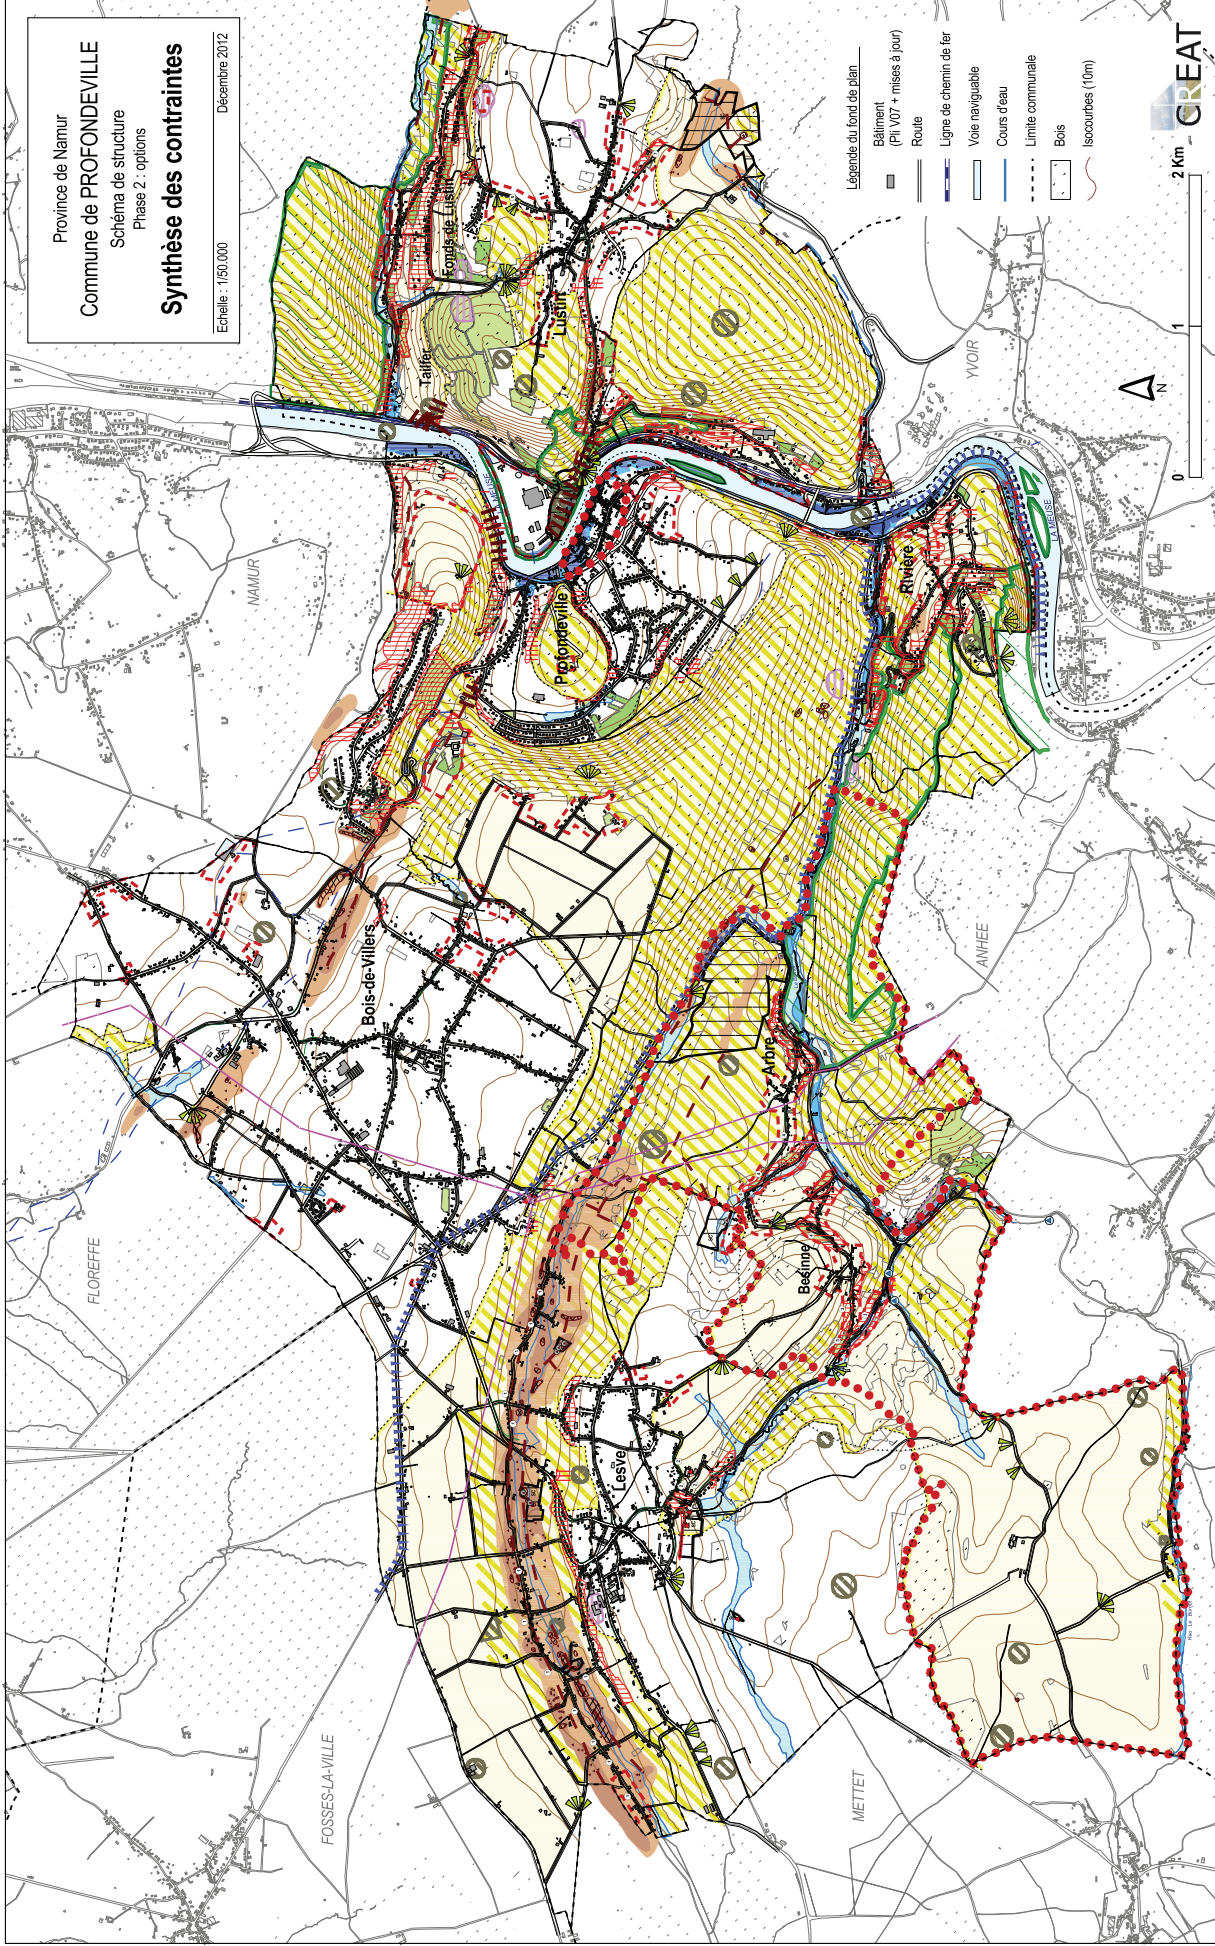 Province de Namur
Commune de PROFONDEVILLE
Schéma de structure
Phase 2 : options
Synthèse des contraintes
Echelle : 1/50.000
Décembre 2012
Légende du fond de plan
Bâtiment
(Pli V07 + mises à jour)
Route
Ligne de chemin de fer
Voie naviguable
Cours d'eau
Limite communale
Bois
Isocourbes (10m)
CREAT
0
1
2 Km
N
NAMUR
FLOREFFE
FOSSES-LA-VILLE
METTET
ANHEE
YVOIR
Fonds de Lustin
Tailfer
Lustin
Profondeville
Rivière
Bois-de-Villers
Arbre
Besinne
Lesve
LA MEUSE
LA MEUSE